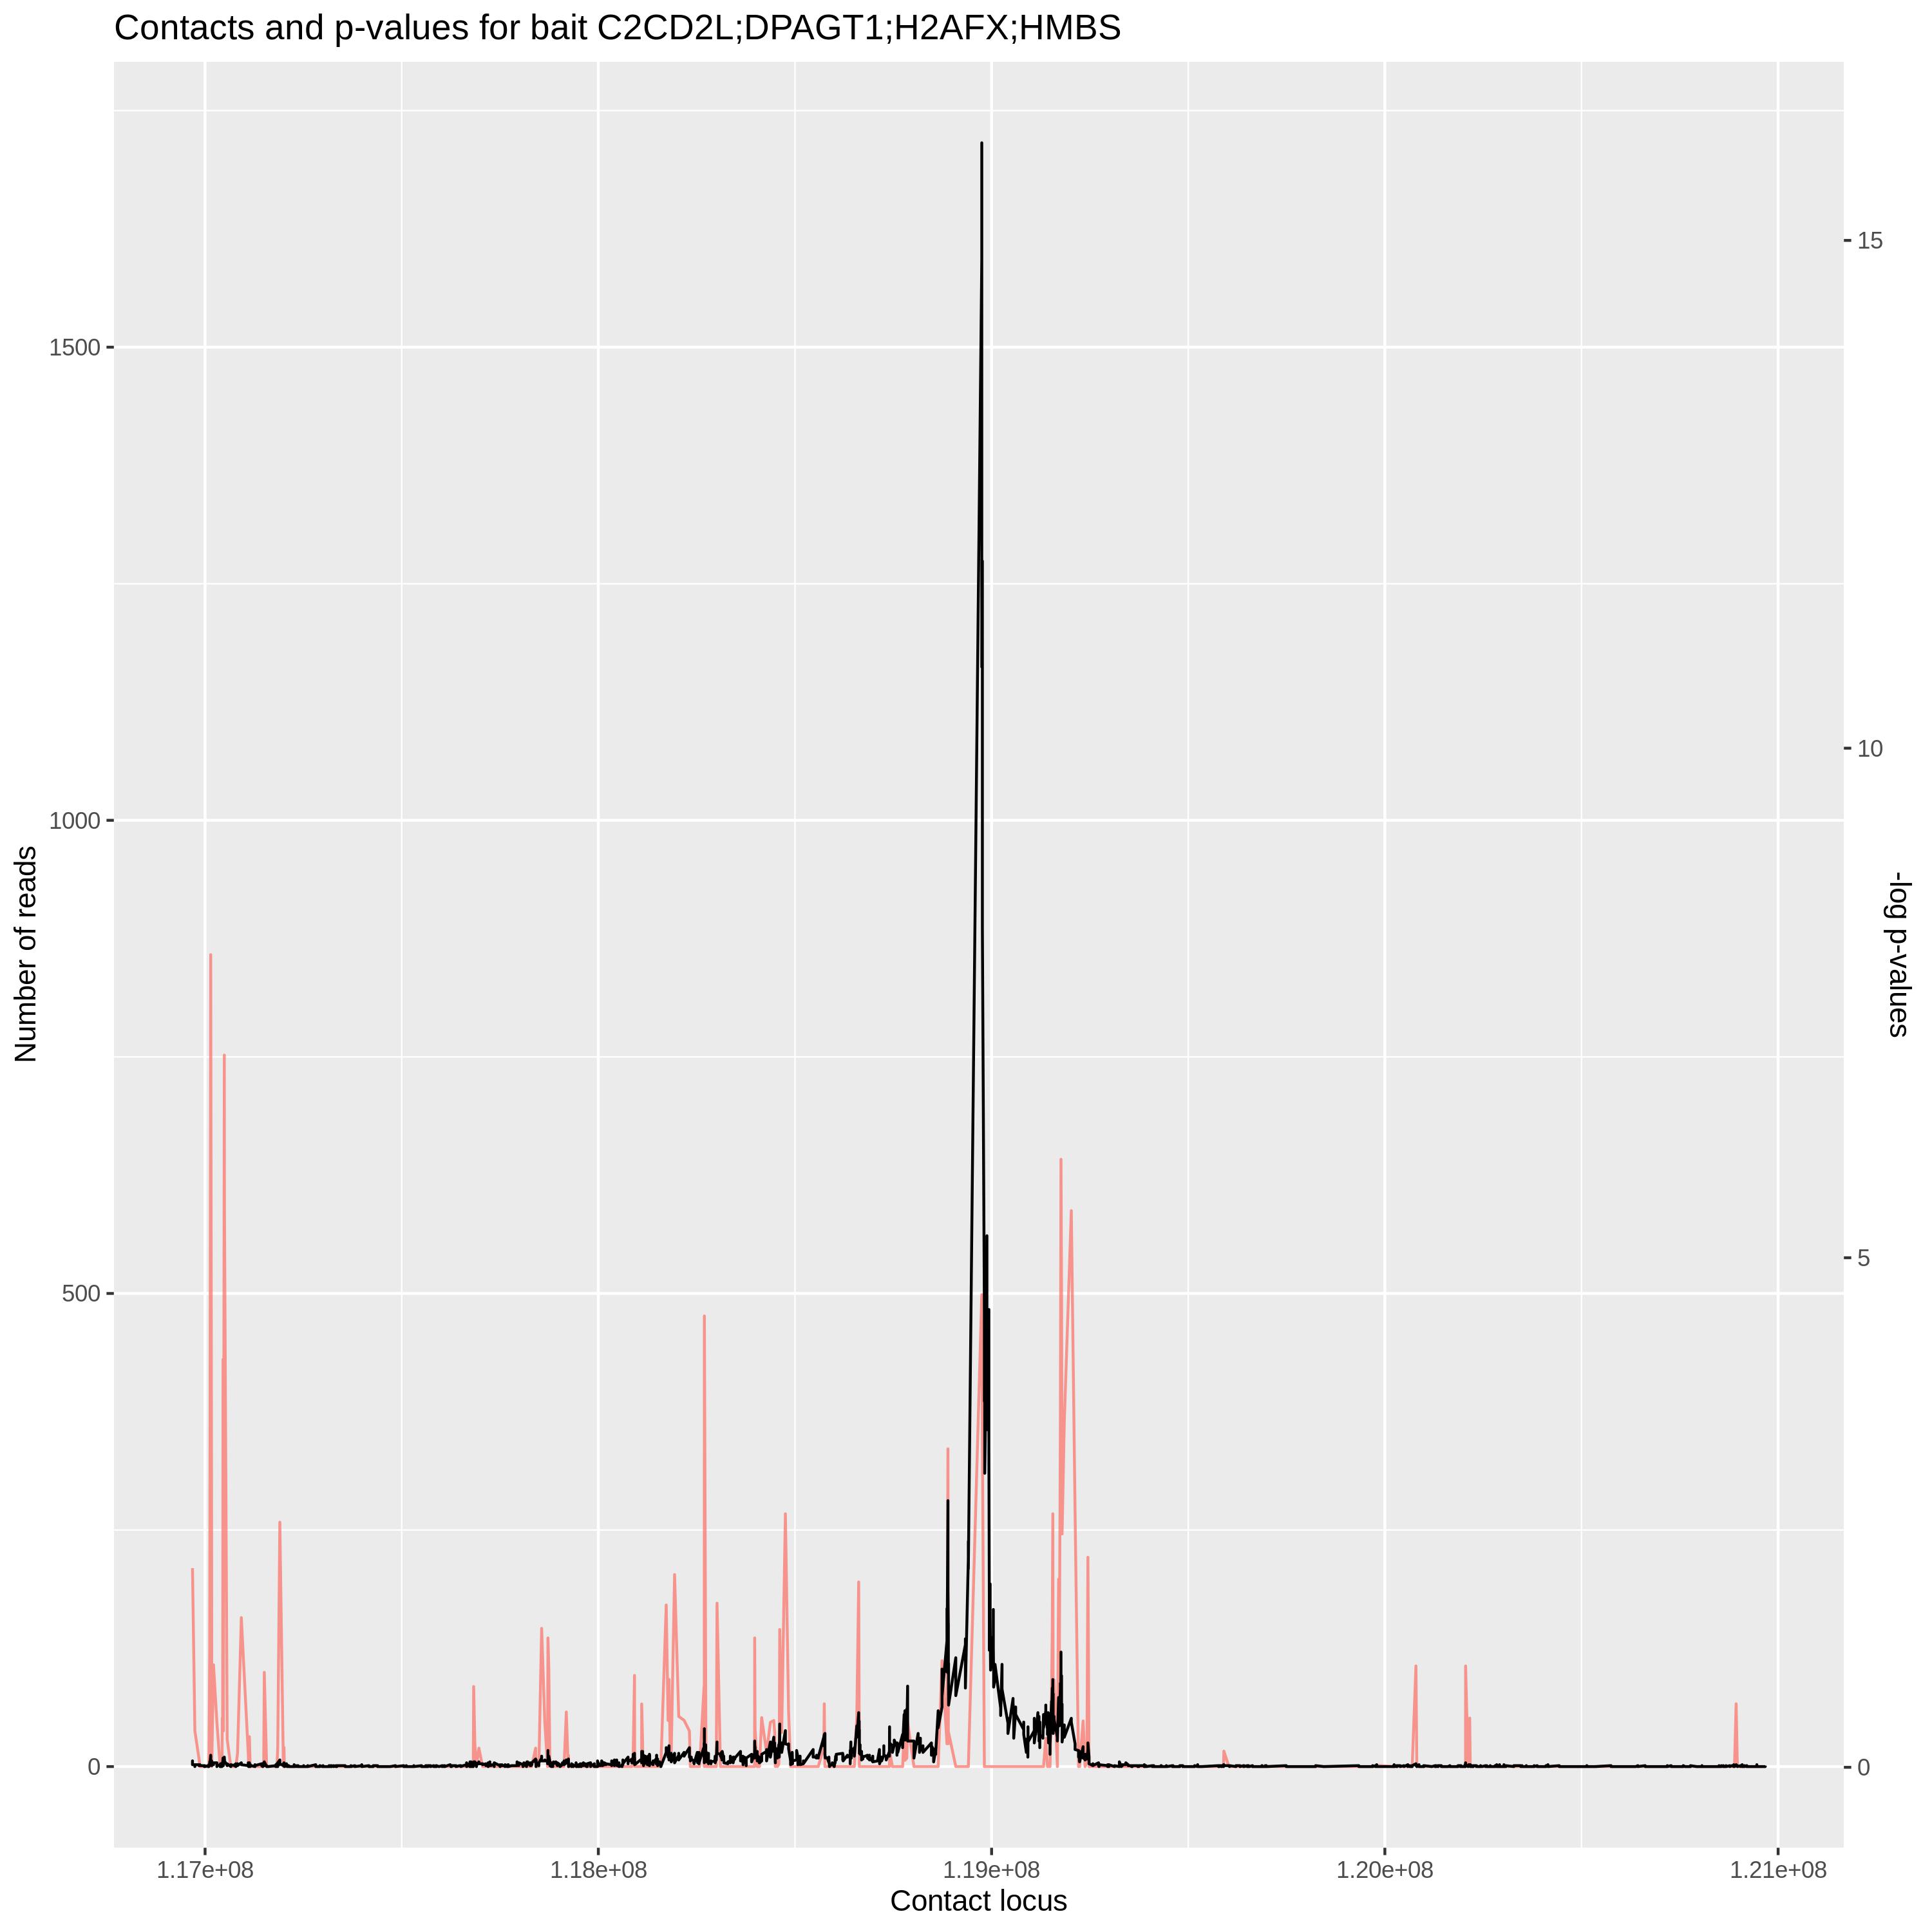 Contacts and p-values for bait C2CD2L;DPAGT1;H2AFX;HMBS
Number of reads
1500
1000
500
0
15
10
5
0
-log p-values
1.17e+08 1.18e+08 1.19e+08 1.20e+08 1.21e+08
Contact locus